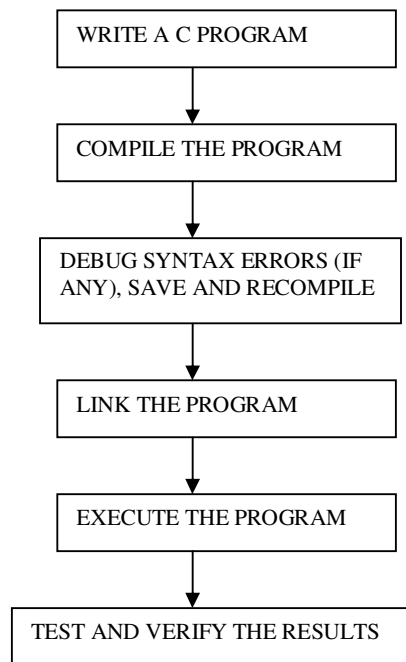 WRITE A C PROGRAM
COMPILE THE PROGRAM
DEBUG SYNTAX ERRORS (IF
ANY), SAVE AND RECOMPILE
LINK THE PROGRAM
EXECUTE THE PROGRAM
TEST AND VERIFY THE RESULTS